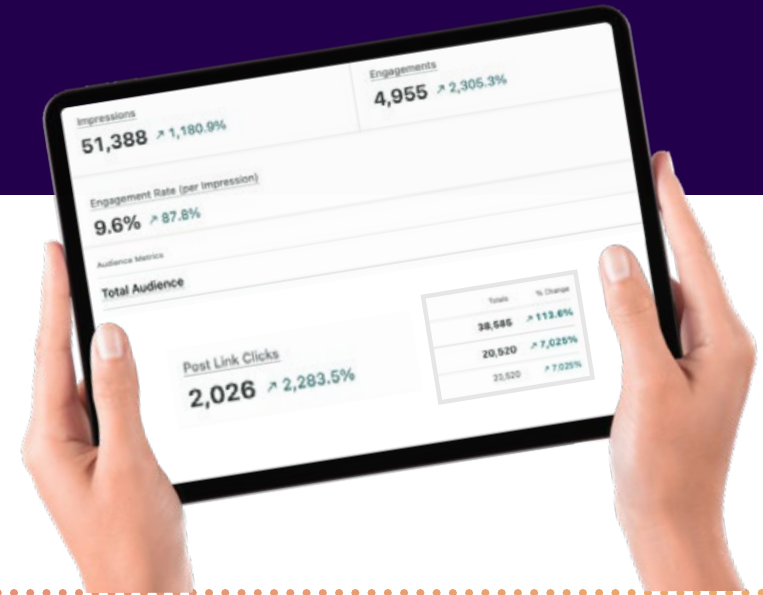 Impressions
51,388 ↗ 1,180.9%
Engagements
4,955 ↗ 2,305.3%
Engagement Rate (per Impression)
9.6% ↗ 87.8%
Audience Metrics
Total Audience
Post Link Clicks
2,026 ↗ 2,283.5%
Totals % Change
38,585 ↗ 113.6%
20,520 ↗ 7,025%
↗ 7,025%